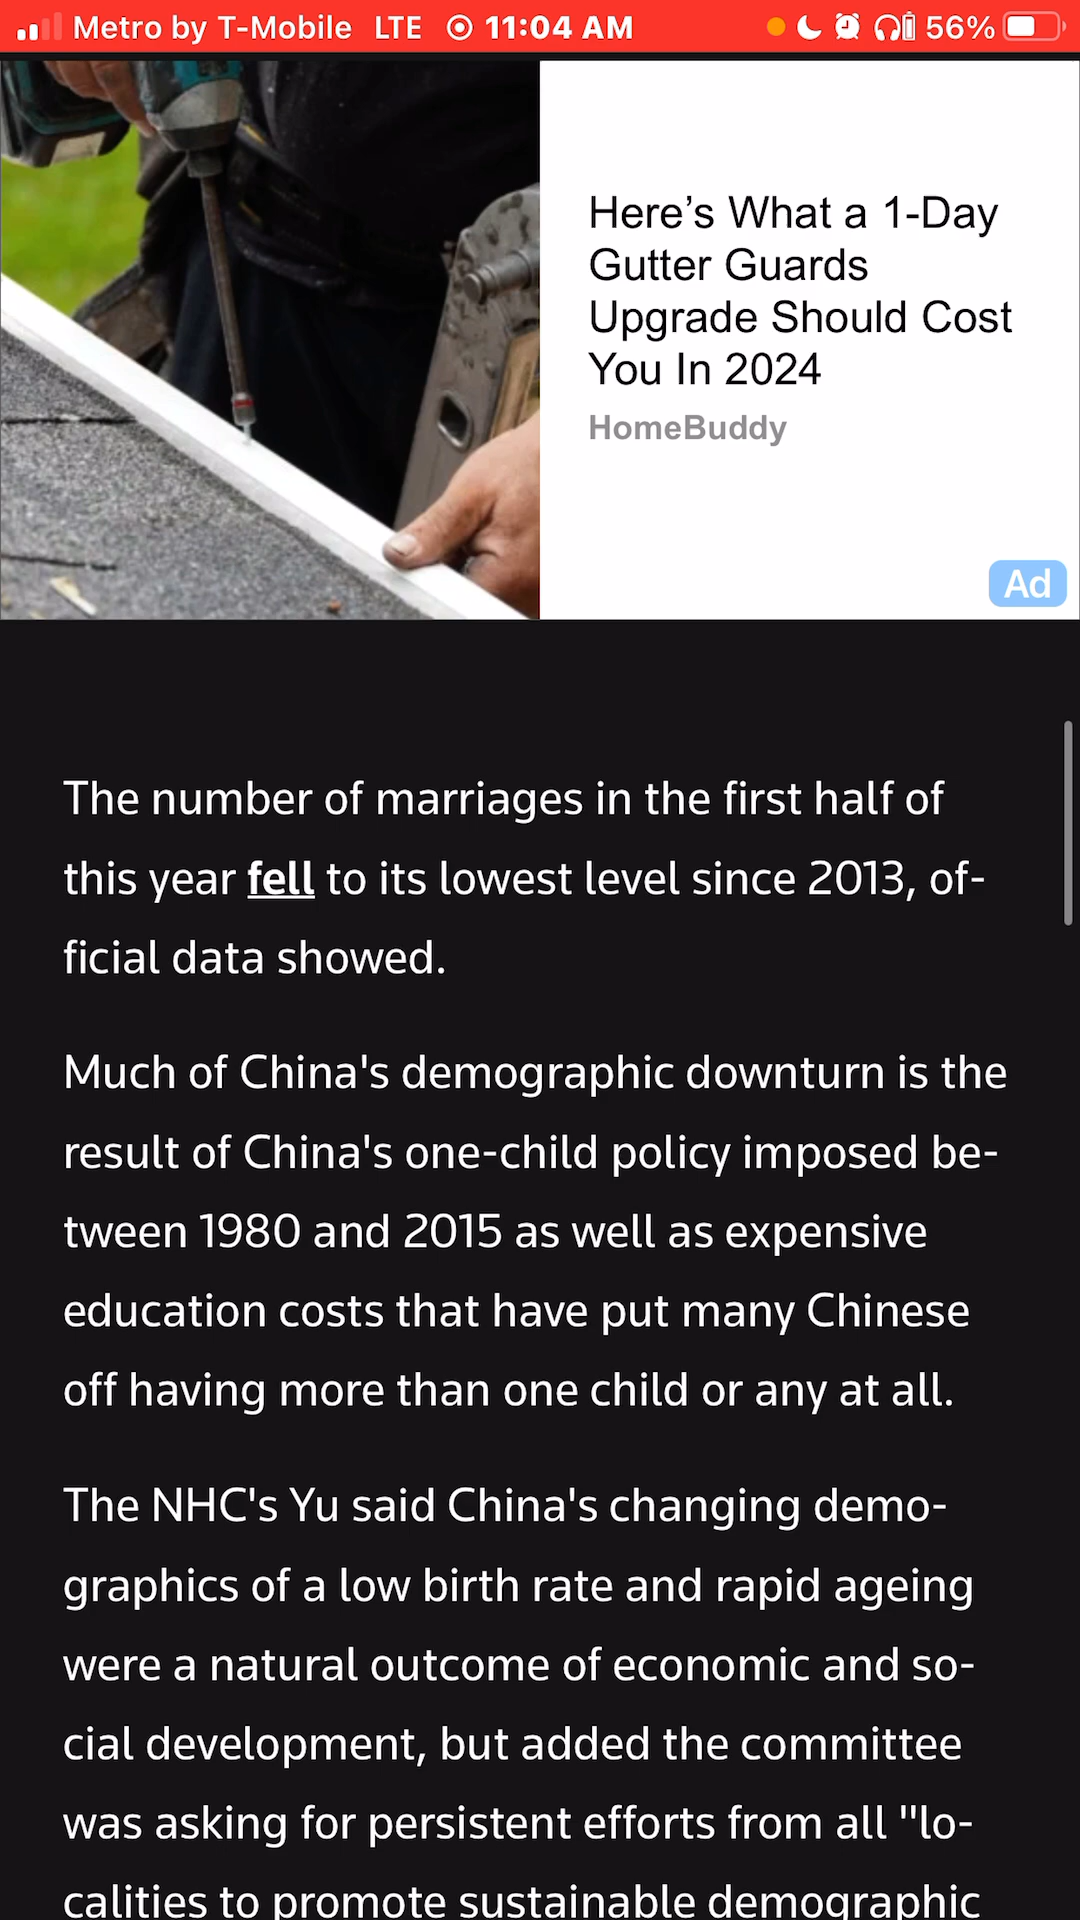 Metro by T-Mobile LTE 11:04 AM 56%
Here’s What a 1-Day
Gutter Guards
Upgrade Should Cost
You In 2024
HomeBuddy
Ad
The number of marriages in the first half of
this year fell to its lowest level since 2013, of-
ficial data showed.
Much of China's demographic downturn is the
result of China's one-child policy imposed be-
tween 1980 and 2015 as well as expensive
education costs that have put many Chinese
off having more than one child or any at all.
The NHC's Yu said China's changing demo-
graphics of a low birth rate and rapid ageing
were a natural outcome of economic and so-
cial development, but added the committee
was asking for persistent efforts from all "lo-
calities to promote sustainable demographic